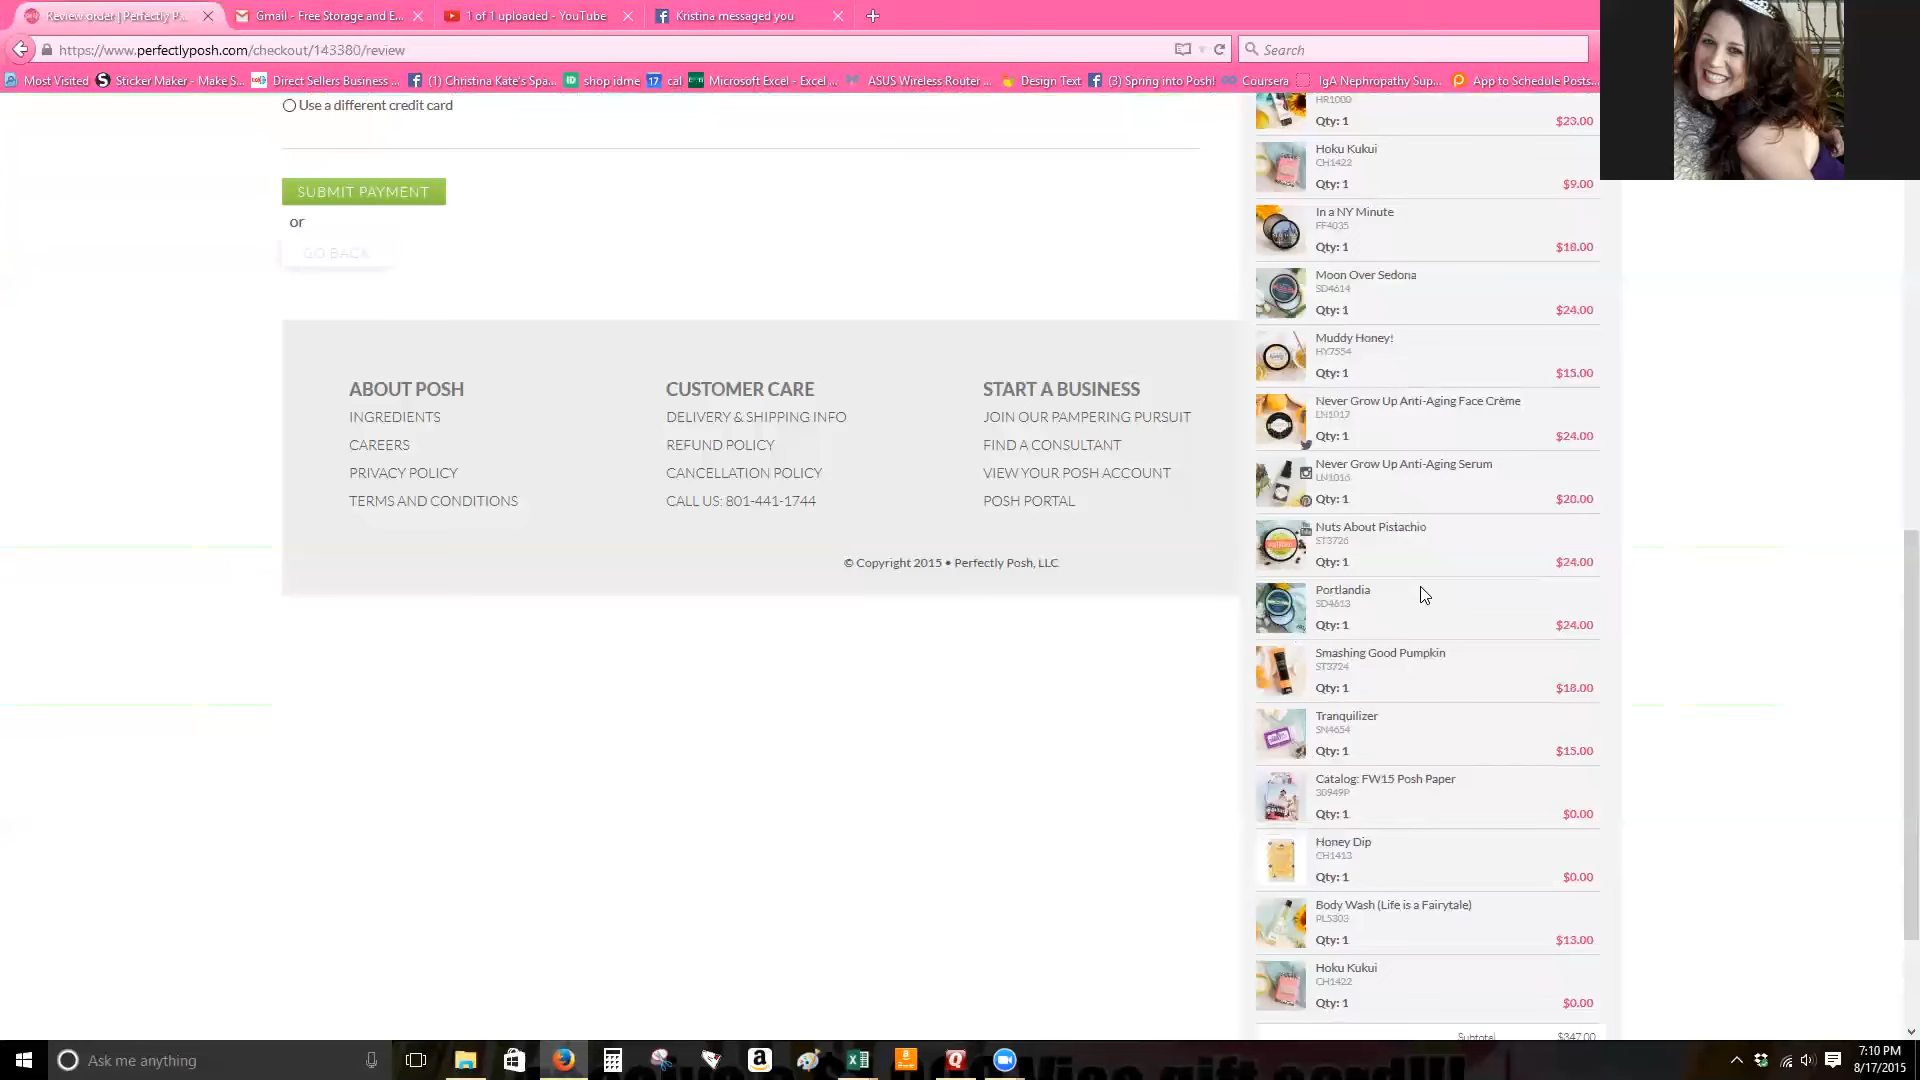 Review order | Perfectly P...
Gmail - Free Storage and E...
1 of 1 uploaded - YouTube
Kristina messaged you
https://www.perfectlyposh.com/checkout/143380/review
Search
Most Visited
Sticker Maker - Make S...
Direct Sellers Business ...
(1) Christina Kate's Spa...
shop idme
17 cal
Microsoft Excel - Excel ...
ASUS Wireless Router ...
Design Text
(3) Spring into Posh!
Coursera
IgA Nephropathy Sup...
App to Schedule Posts...
Use a different credit card
SUBMIT PAYMENT
or
GO BACK
ABOUT POSH
INGREDIENTS
CAREERS
PRIVACY POLICY
TERMS AND CONDITIONS
CUSTOMER CARE
DELIVERY & SHIPPING INFO
REFUND POLICY
CANCELLATION POLICY
CALL US: 801-441-1744
START A BUSINESS
JOIN OUR PAMPERING PURSUIT
FIND A CONSULTANT
VIEW YOUR POSH ACCOUNT
POSH PORTAL
© Copyright 2015 • Perfectly Posh, LLC
HR1000
Qty: 1 $23.00
Hoku Kukui
CH1422
Qty: 1 $9.00
In a NY Minute
FF4035
Qty: 1 $18.00
Moon Over Sedona
SD4614
Qty: 1 $24.00
Muddy Honey!
HY7554
Qty: 1 $15.00
Never Grow Up Anti-Aging Face Crème
LN1017
Qty: 1 $24.00
Never Grow Up Anti-Aging Serum
LN1016
Qty: 1 $20.00
Nuts About Pistachio
ST3726
Qty: 1 $24.00
Portlandia
SD4613
Qty: 1 $24.00
Smashing Good Pumpkin
ST3724
Qty: 1 $18.00
Tranquilizer
SN4654
Qty: 1 $15.00
Catalog: FW15 Posh Paper
30949P
Qty: 1 $0.00
Honey Dip
CH1413
Qty: 1 $0.00
Body Wash (Life is a Fairytale)
PL5303
Qty: 1 $13.00
Hoku Kukui
CH1422
Qty: 1 $0.00
Subtotal $347.00
Ask me anything
7:10 PM
8/17/2015